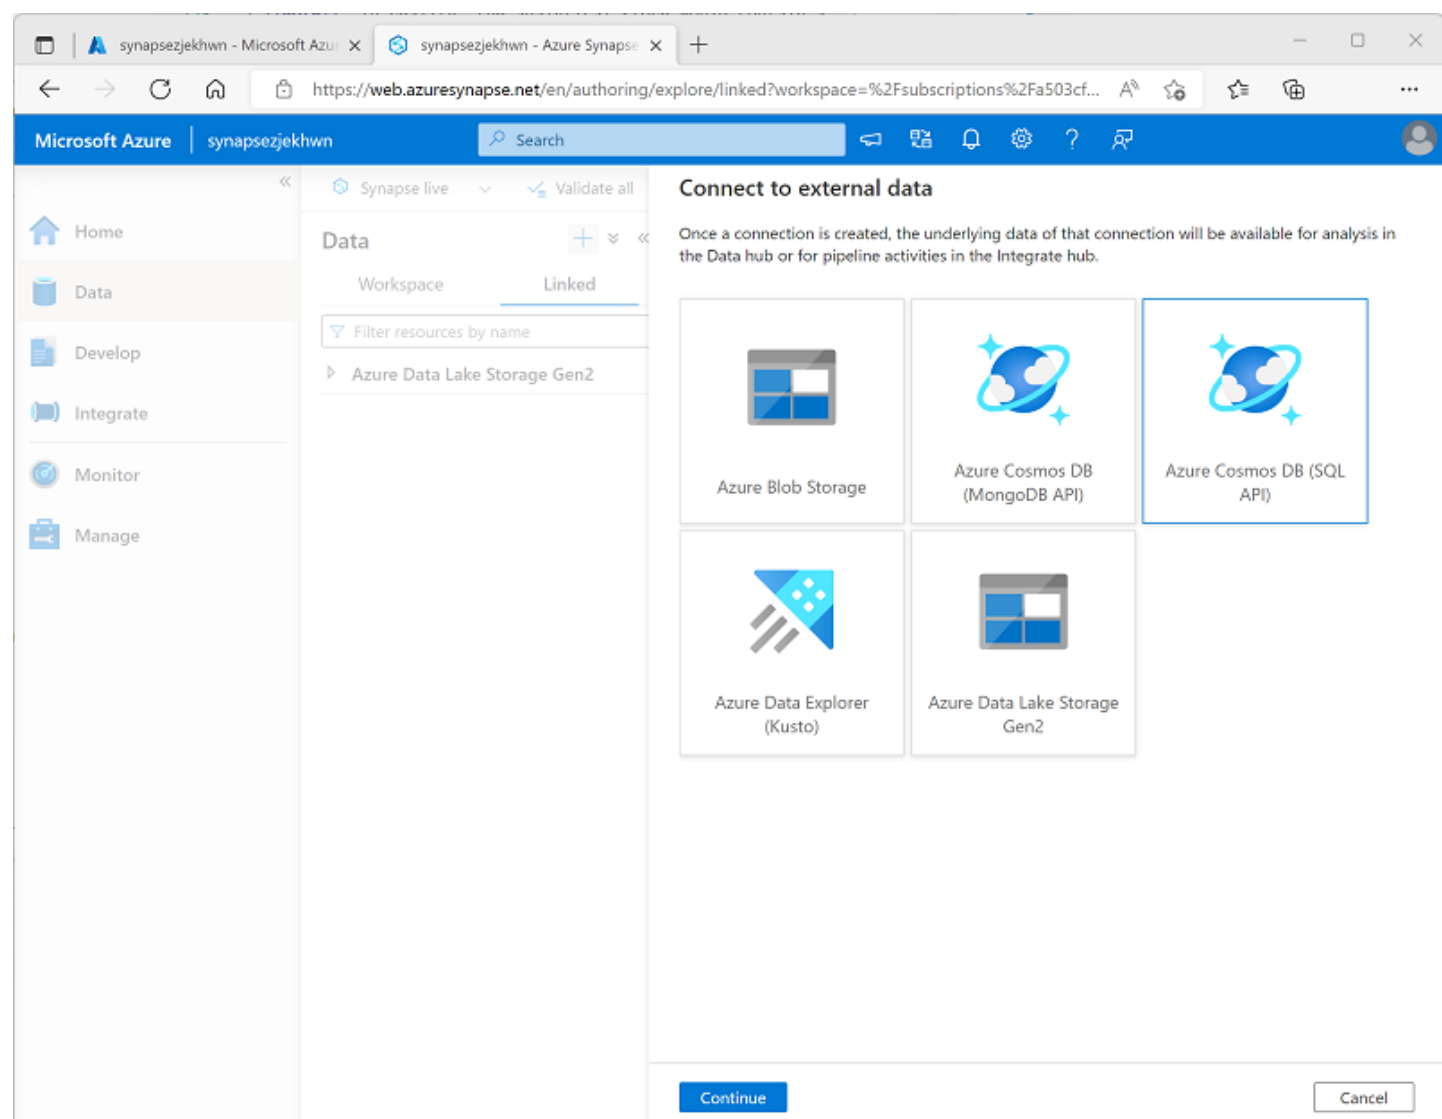 synapsezjekhwn - Microsoft Azu
synapsezjekhwn - Azure Synapse
https://web.azuresynapse.net/en/authoring/explore/linked?workspace=%2Fsubscriptions%2Fa503cf...
Microsoft Azure
synapsezjekhwn
Search
Home
Data
Develop
Integrate
Monitor
Manage
Synapse live
Validate all
Data
Workspace
Linked
Filter resources by name
Azure Data Lake Storage Gen2
Connect to external data
Once a connection is created, the underlying data of that connection will be available for analysis in
the Data hub or for pipeline activities in the Integrate hub.
Azure Blob Storage
Azure Cosmos DB
(MongoDB API)
Azure Cosmos DB (SQL
API)
Azure Data Explorer
(Kusto)
Azure Data Lake Storage
Gen2
Continue
Cancel